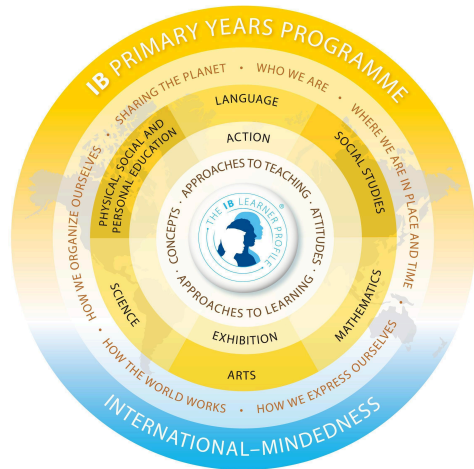 IB PRIMARY YEARS PROGRAMME
SHARING THE PLANET • WHO WE ARE • WHERE WE ARE IN PLACE AND TIME •
HOW WE ORGANIZE OURSELVES • HOW THE WORLD WORKS • HOW WE EXPRESS OURSELVES
LANGUAGE
PHYSICAL, SOCIAL AND
PERSONAL EDUCATION
SOCIAL STUDIES
ACTION
APPROACHES TO TEACHING ·
CONCEPTS ·
ATTITUDES ·
THE IB LEARNER PROFILE
®
APPROACHES TO LEARNING ·
SCIENCE
MATHEMATICS
EXHIBITION
ARTS
INTERNATIONAL–MINDEDNESS